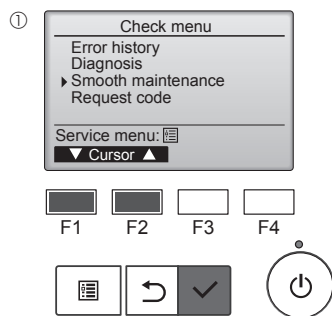 ①
Check menu
Error history
Diagnosis
Smooth maintenance
Request code
Service menu:
▼ Cursor ▲
F1 F2 F3 F4